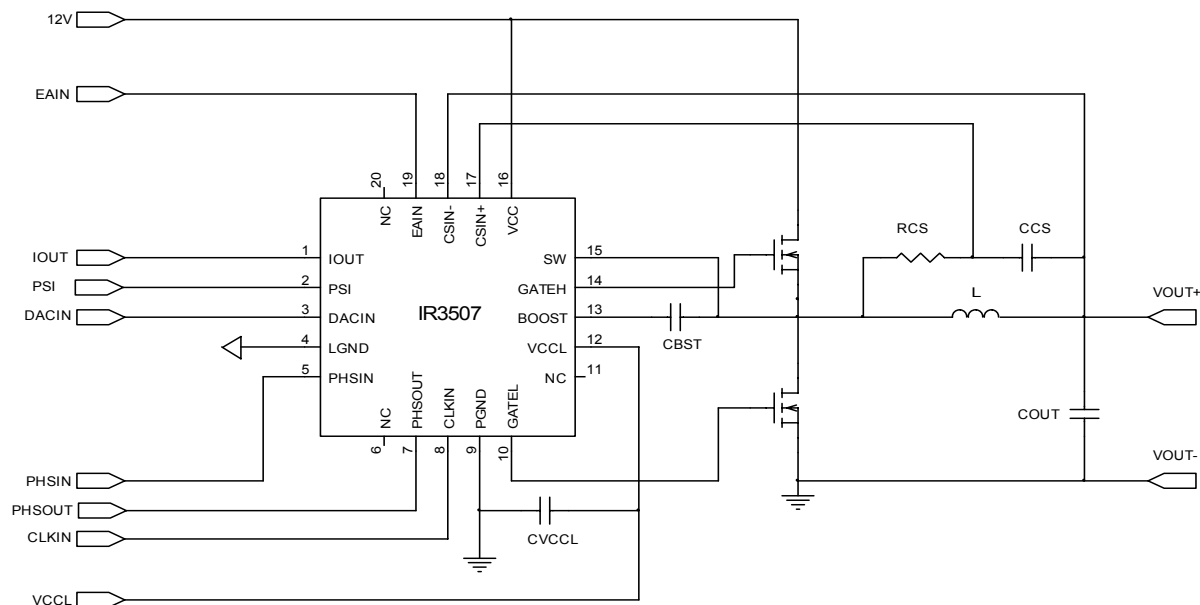 12V
EAIN
20
19
18
17
16
NC
EAIN
CSIN-
CSIN+
VCC
RCS
CCS
IOUT
1
IOUT
SW
15
PSI
2
PSI
GATEH
14
L
VOUT+
DACIN
3
DACIN
IR3507
BOOST
13
CBST
4
LGND
VCCL
12
5
PHSIN
NC
11
NC
PHSOUT
CLKIN
PGND
GATEL
COUT
6
7
8
9
10
VOUT-
PHSIN
PHSOUT
CLKIN
CVCCL
VCCL